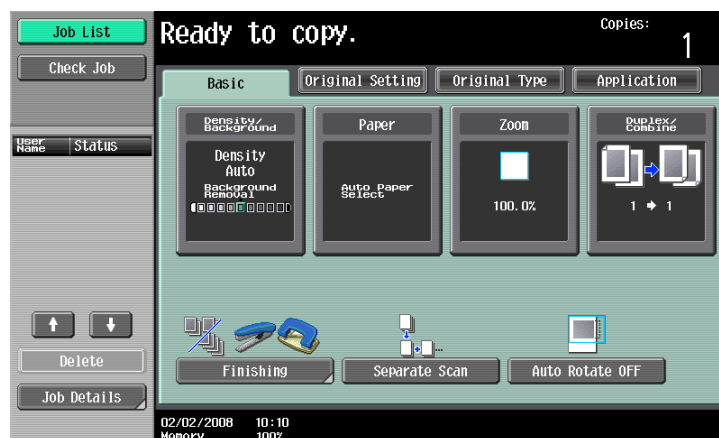 Job List
Ready to copy.
Copies:
1
Check Job
Basic
Original Setting
Original Type
Application
User Name
Status
Density/
Background
Paper
Zoom
Duplex/
Combine
Density
Auto
Background
Removal
Auto Paper
Select
100.0%
1 → 1
Delete
Finishing
Separate Scan
Auto Rotate OFF
Job Details
02/02/2008 10:10
Memory 100%